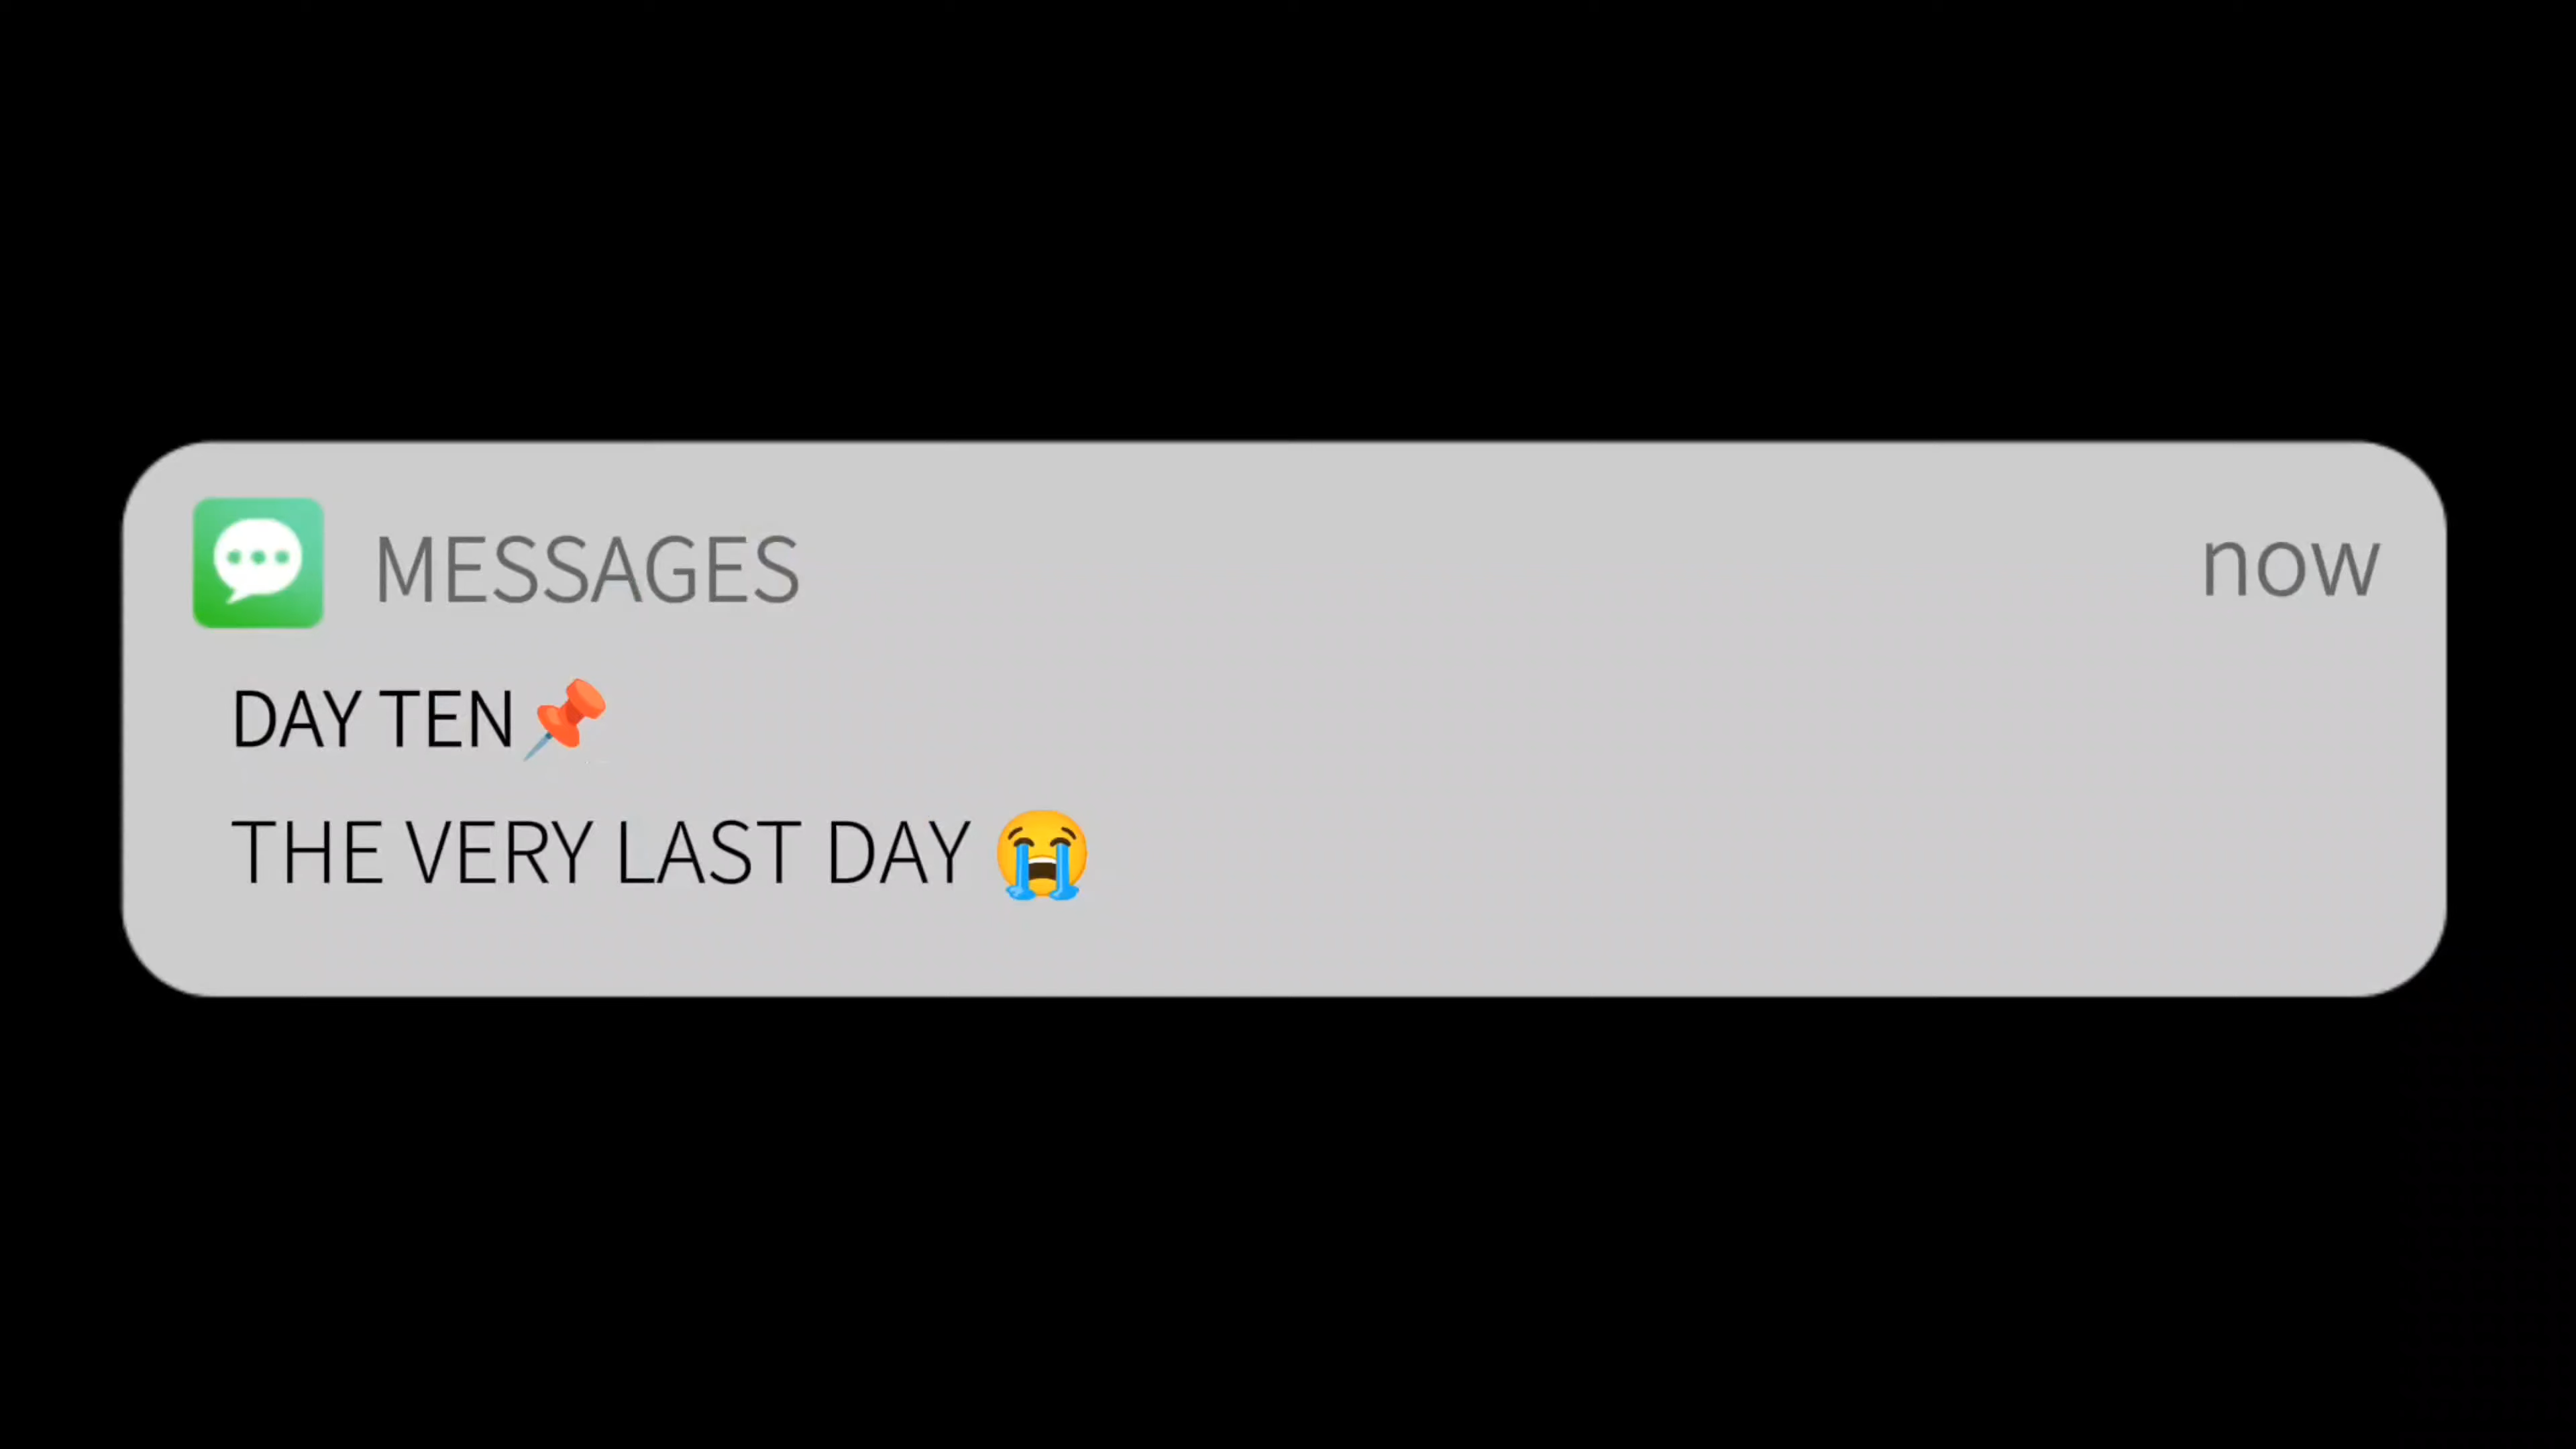 MESSAGES now
DAY TEN📌
THE VERY LAST DAY 😭